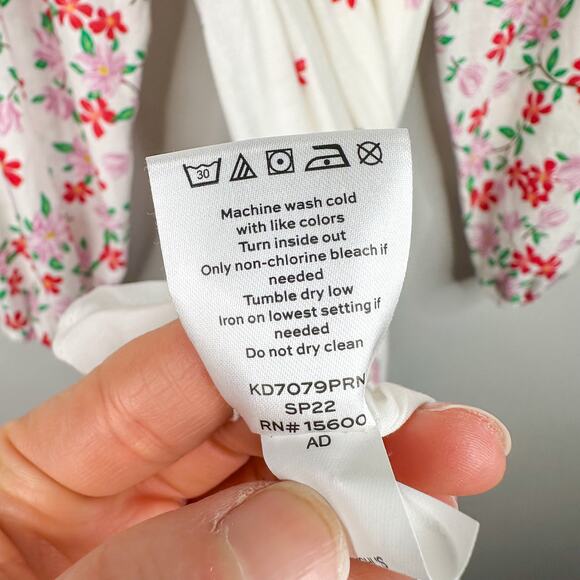 30
Machine wash cold
with like colors
Turn inside out
Only non-chlorine bleach if
needed
Tumble dry low
Iron on lowest setting if
needed
Do not dry clean
KD7079PRN
SP22
RN# 15600
AD